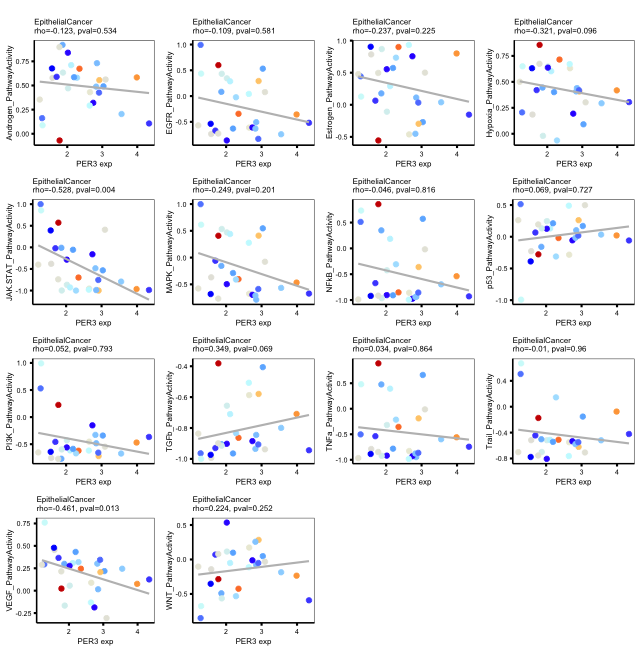 EpithelialCancer
rho=-0.123, pval=0.534
Androgen_PathwayActivity
0.75
0.50
0.25
0.00
2
3
4
PER3 exp
EpithelialCancer
rho=-0.109, pval=0.581
EGFR_PathwayActivity
1.0
0.5
0.0
-0.5
2
3
4
PER3 exp
EpithelialCancer
rho=-0.237, pval=0.225
Estrogen_PathwayActivity
1.0
0.5
0.0
-0.5
2
3
4
PER3 exp
EpithelialCancer
rho=-0.321, pval=0.096
Hypoxia_PathwayActivity
0.75
0.50
0.25
0.00
2
3
4
PER3 exp
EpithelialCancer
rho=-0.528, pval=0.004
JAK-STAT_PathwayActivity
1.0
0.5
0.0
-0.5
-1.0
2
3
4
PER3 exp
EpithelialCancer
rho=-0.249, pval=0.201
MAPK_PathwayActivity
1.0
0.5
0.0
-0.5
2
3
4
PER3 exp
EpithelialCancer
rho=-0.046, pval=0.816
NFkB_PathwayActivity
0.5
0.0
-0.5
-1.0
2
3
4
PER3 exp
EpithelialCancer
rho=0.069, pval=0.727
p53_PathwayActivity
0.5
0.0
-0.5
-1.0
2
3
4
PER3 exp
EpithelialCancer
rho=0.052, pval=0.793
PI3K_PathwayActivity
1.0
0.5
0.0
-0.5
2
3
4
PER3 exp
EpithelialCancer
rho=0.349, pval=0.069
TGFb_PathwayActivity
-0.4
-0.6
-0.8
-1.0
2
3
4
PER3 exp
EpithelialCancer
rho=0.034, pval=0.864
TNFa_PathwayActivity
0.5
0.0
-0.5
-1.0
2
3
4
PER3 exp
EpithelialCancer
rho=-0.01, pval=0.96
Trail_PathwayActivity
0.4
0.0
-0.4
-0.8
2
3
4
PER3 exp
EpithelialCancer
rho=-0.461, pval=0.013
VEGF_PathwayActivity
0.75
0.50
0.25
0.00
-0.25
2
3
4
PER3 exp
EpithelialCancer
rho=0.224, pval=0.252
WNT_PathwayActivity
0.5
0.0
-0.5
2
3
4
PER3 exp